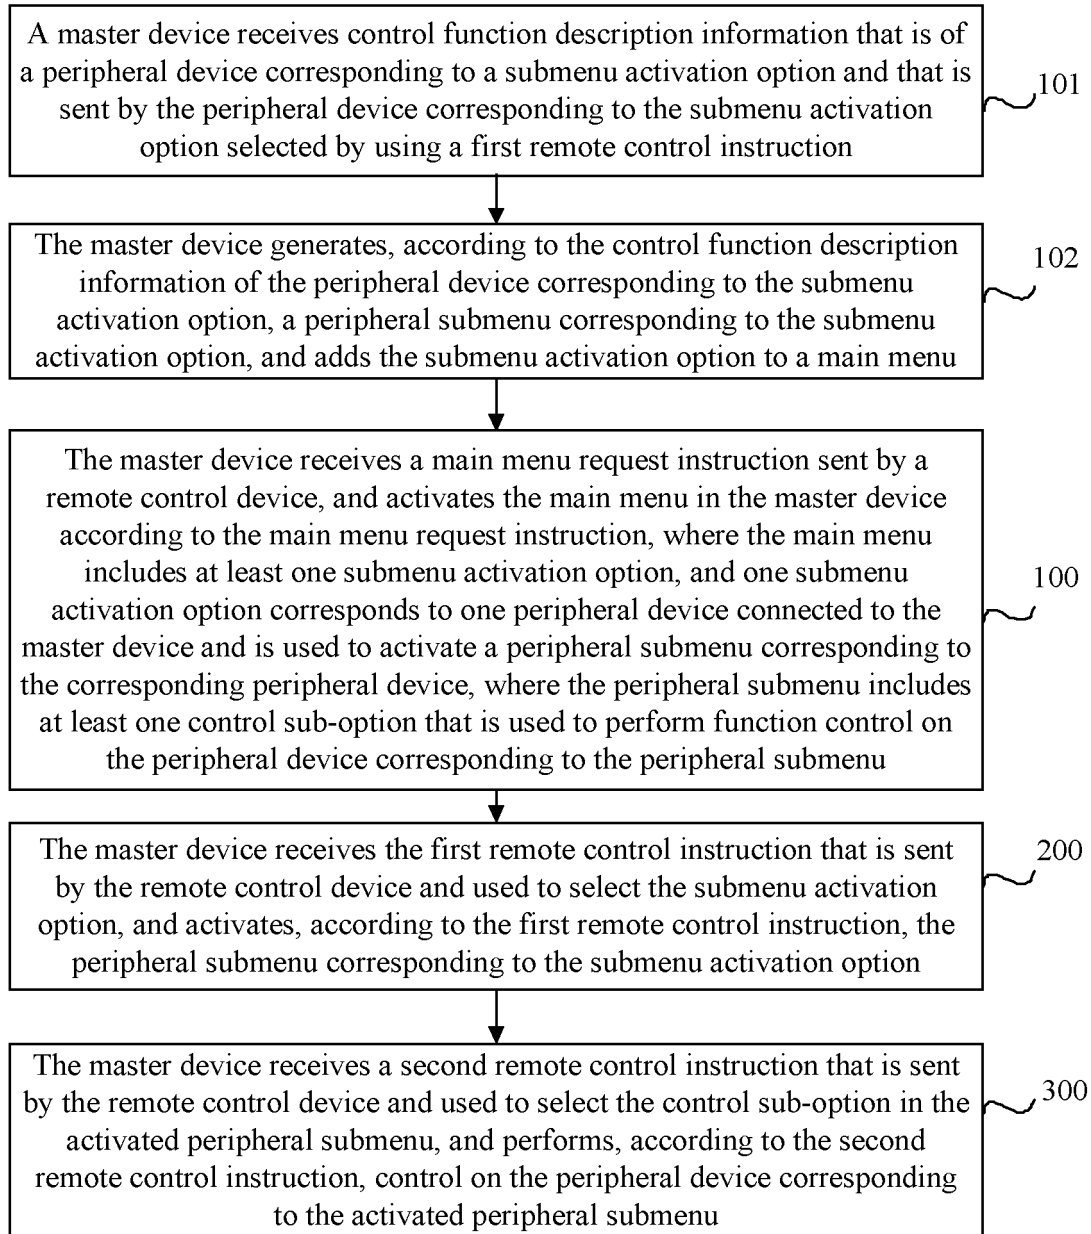 A master device receives control function description information that is of
a peripheral device corresponding to a submenu activation option and that is
sent by the peripheral device corresponding to the submenu activation
option selected by using a first remote control instruction
101
The master device generates, according to the control function description
information of the peripheral device corresponding to the submenu
activation option, a peripheral submenu corresponding to the submenu
activation option, and adds the submenu activation option to a main menu
102
The master device receives a main menu request instruction sent by a
remote control device, and activates the main menu in the master device
according to the main menu request instruction, where the main menu
includes at least one submenu activation option, and one submenu
activation option corresponds to one peripheral device connected to the
master device and is used to activate a peripheral submenu corresponding to
the corresponding peripheral device, where the peripheral submenu includes
at least one control sub-option that is used to perform function control on
the peripheral device corresponding to the peripheral submenu
100
The master device receives the first remote control instruction that is sent
by the remote control device and used to select the submenu activation
option, and activates, according to the first remote control instruction, the
peripheral submenu corresponding to the submenu activation option
200
The master device receives a second remote control instruction that is sent
by the remote control device and used to select the control sub-option in the
activated peripheral submenu, and performs, according to the second
remote control instruction, control on the peripheral device corresponding
to the activated peripheral submenu
300